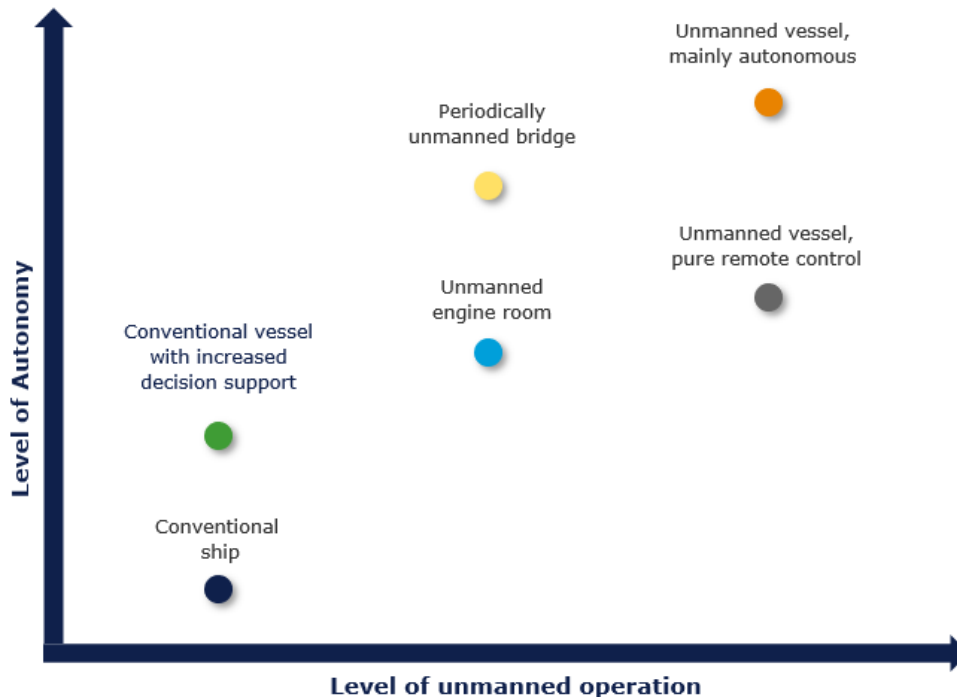 Unmanned vessel,
mainly autonomous
Periodically
unmanned bridge
Unmanned vessel,
pure remote control
Unmanned
engine room
Conventional vessel
with increased
decision support
Conventional
ship
Level of Autonomy
Level of unmanned operation